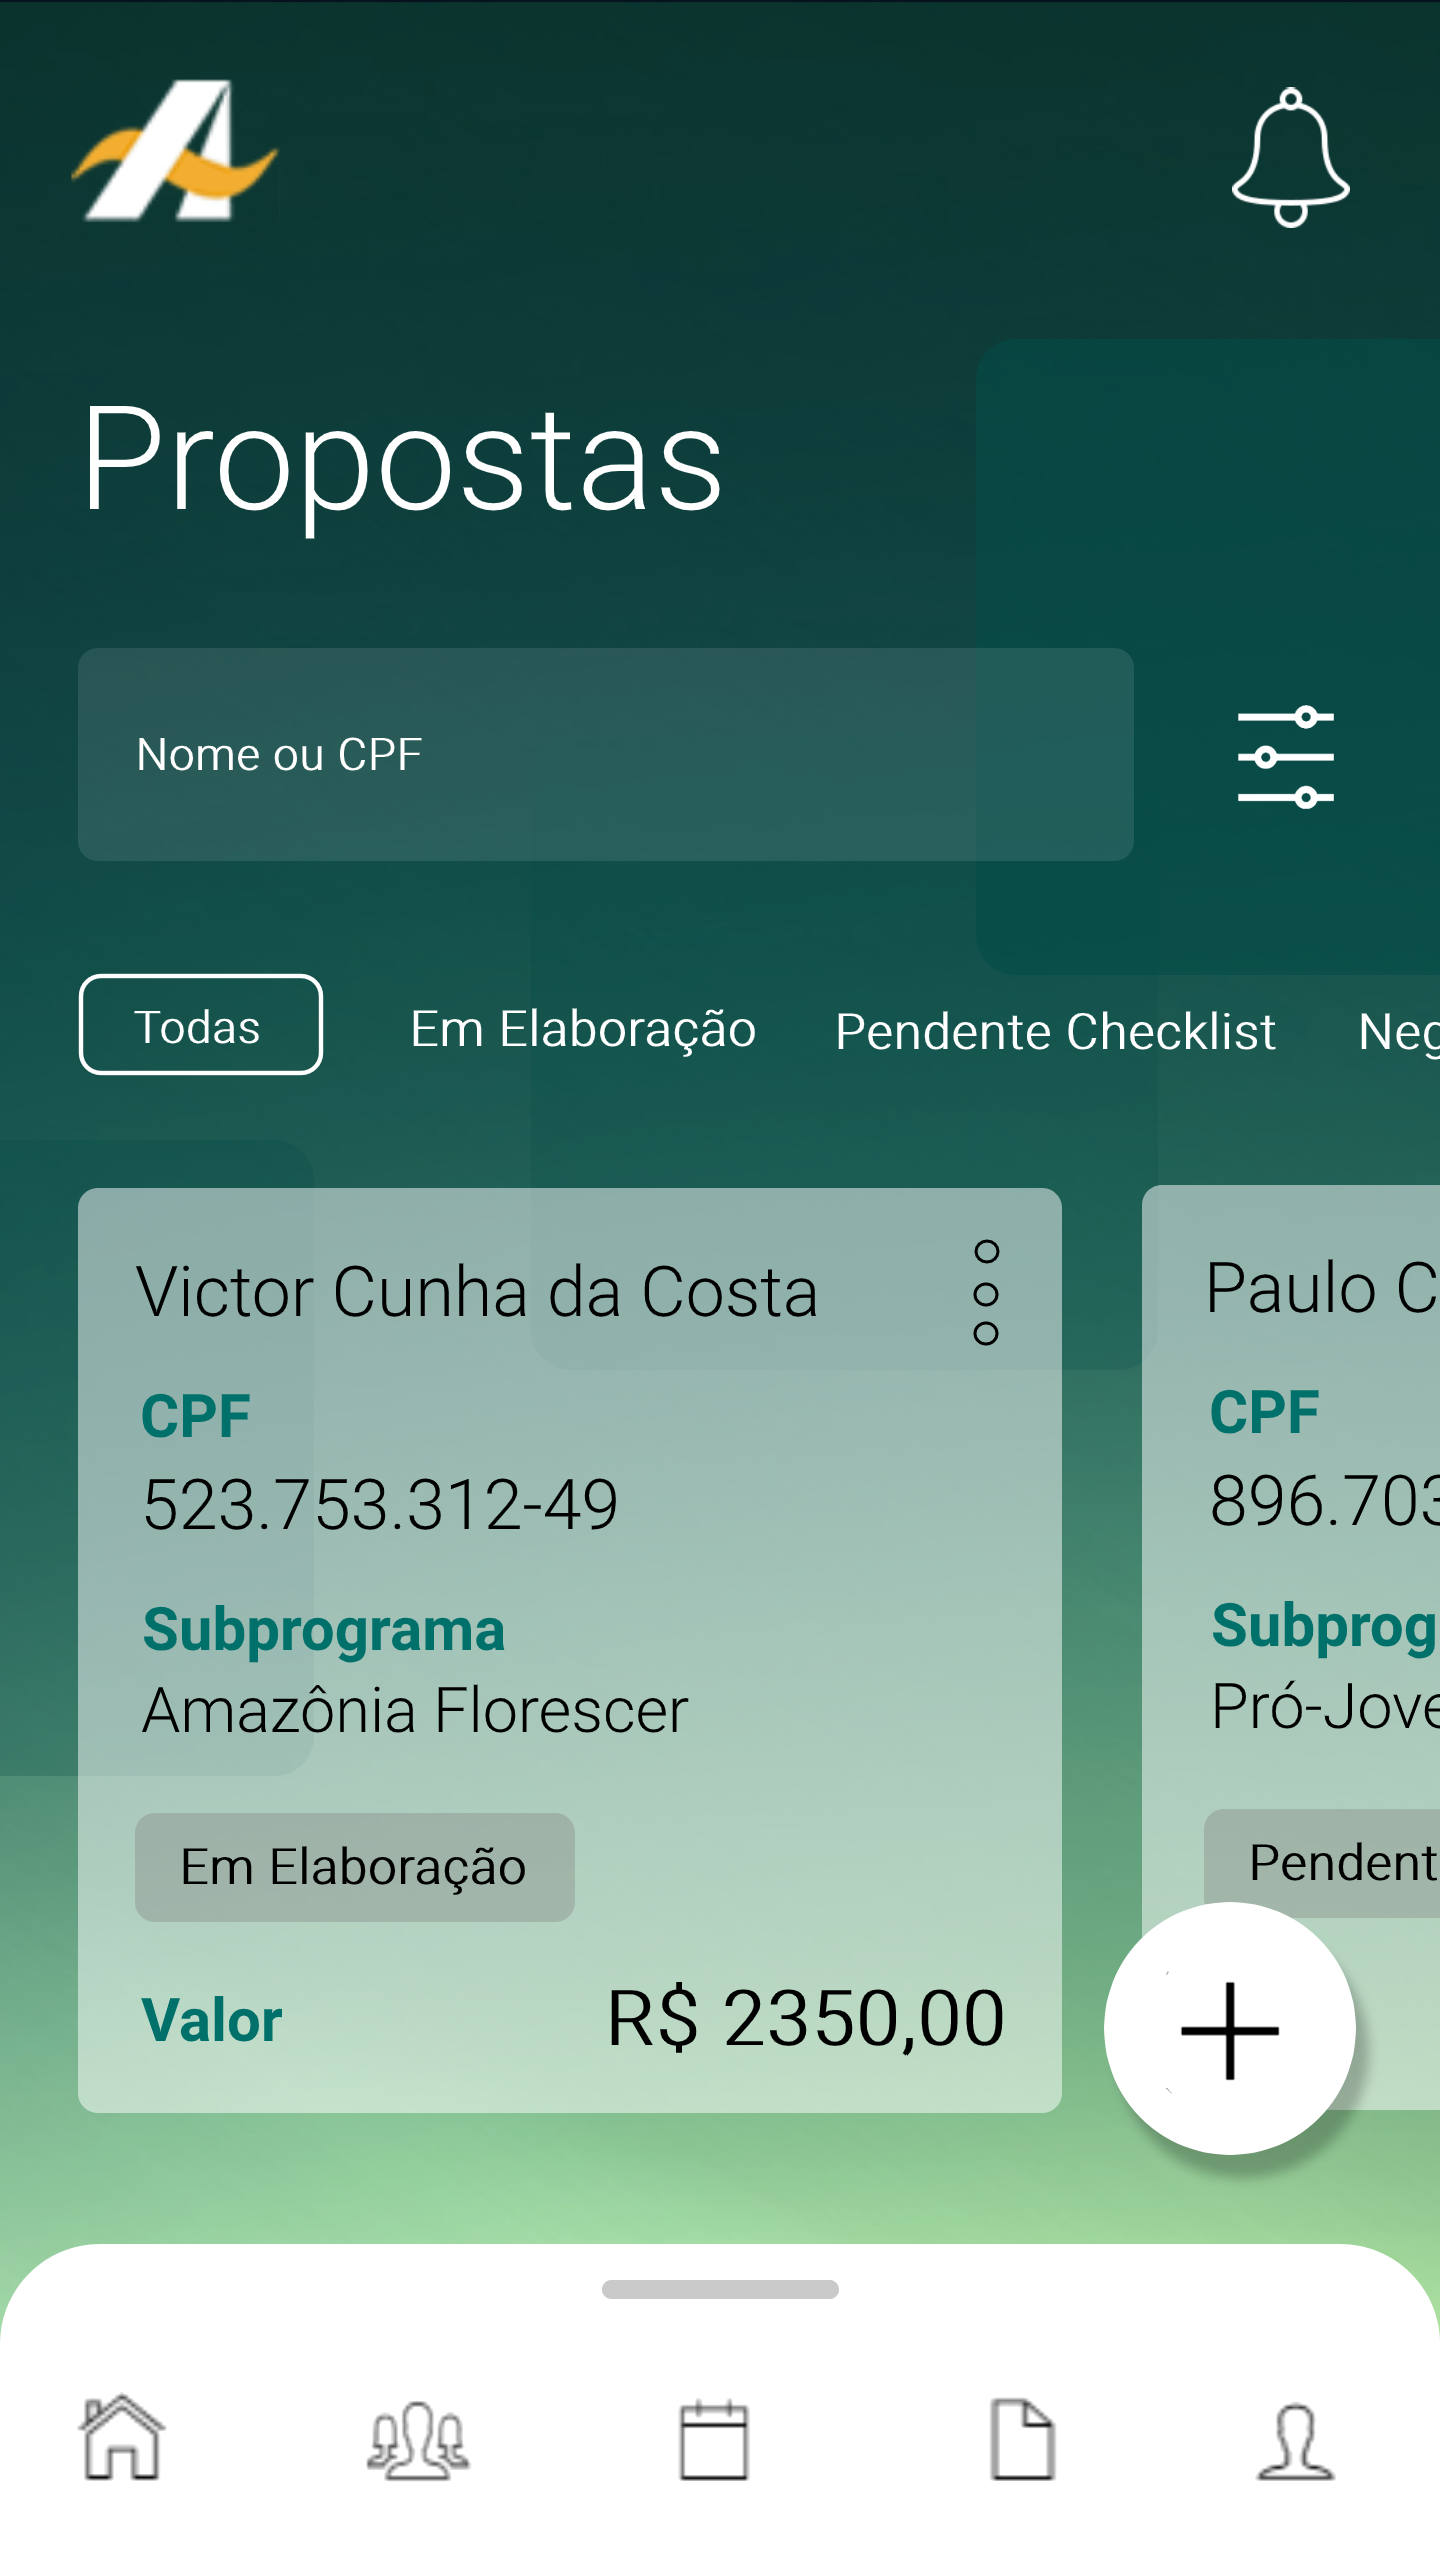 Propostas
Nome ou CPF
Todas
Em Elaboração
Pendente Checklist
Neg
Victor Cunha da Costa
CPF
523.753.312-49
Subprograma
Amazônia Florescer
Em Elaboração
Valor
R$ 2350,00
Paulo C
CPF
896.703
Subprog
Pró-Jove
Pendent